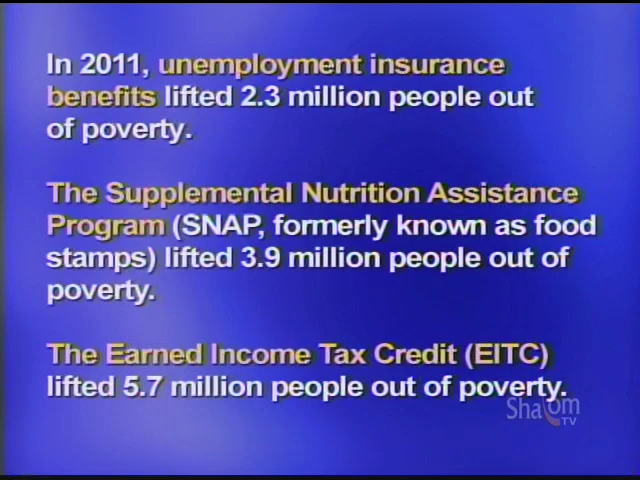 In 2011, unemployment insurance
benefits lifted 2.3 million people out
of poverty.
The Supplemental Nutrition Assistance
Program (SNAP, formerly known as food
stamps) lifted 3.9 million people out of
poverty.
The Earned Income Tax Credit (EITC)
lifted 5.7 million people out of poverty.
Shalom
TV